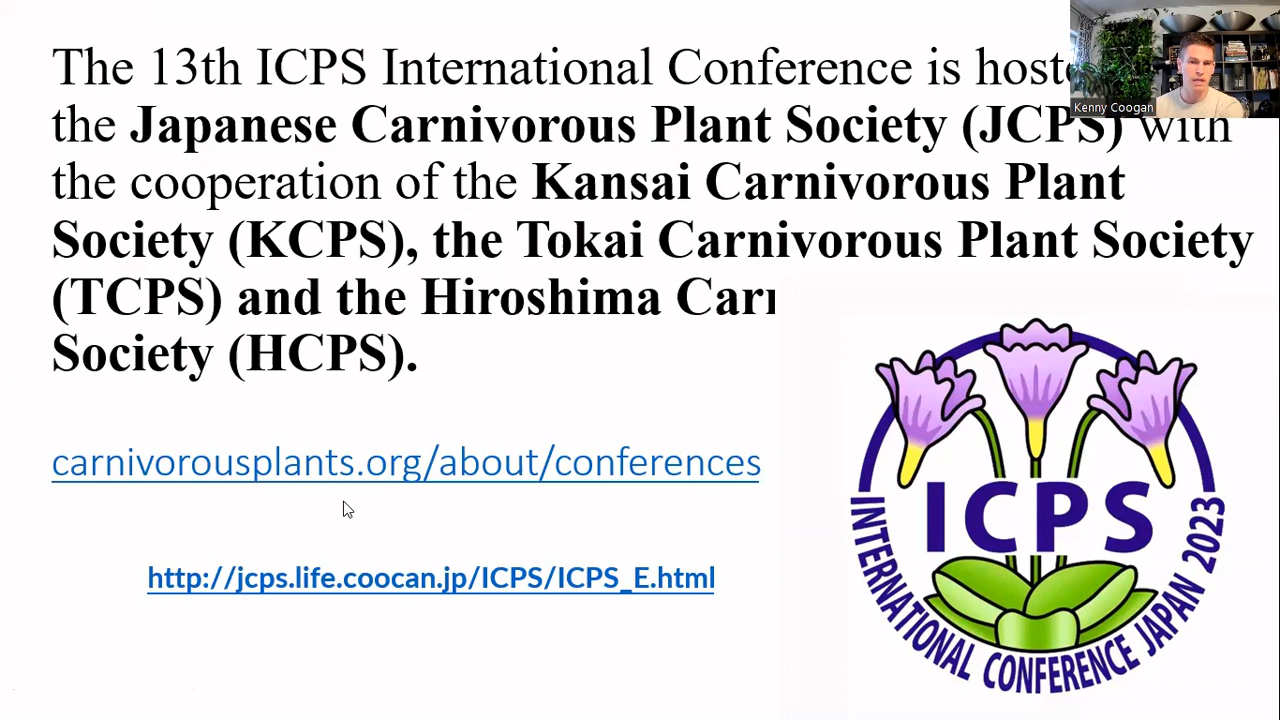 The 13th ICPS International Conference is
the Japanese Carnivorous Plant Society (JCPS) with
the cooperation of the Kansai Carnivorous Plant
Society (KCPS), the Tokai Carnivorous Plant Society
(TCPS) and the Hiroshima
Society (HCPS).
carnivorousplants.org/about/conferences
http://jcps.life.coocan.jp/ICPS/ICPS_E.html
Kenny Coogan
ICPS
INTERNATIONAL CONFERENCE JAPAN 2023